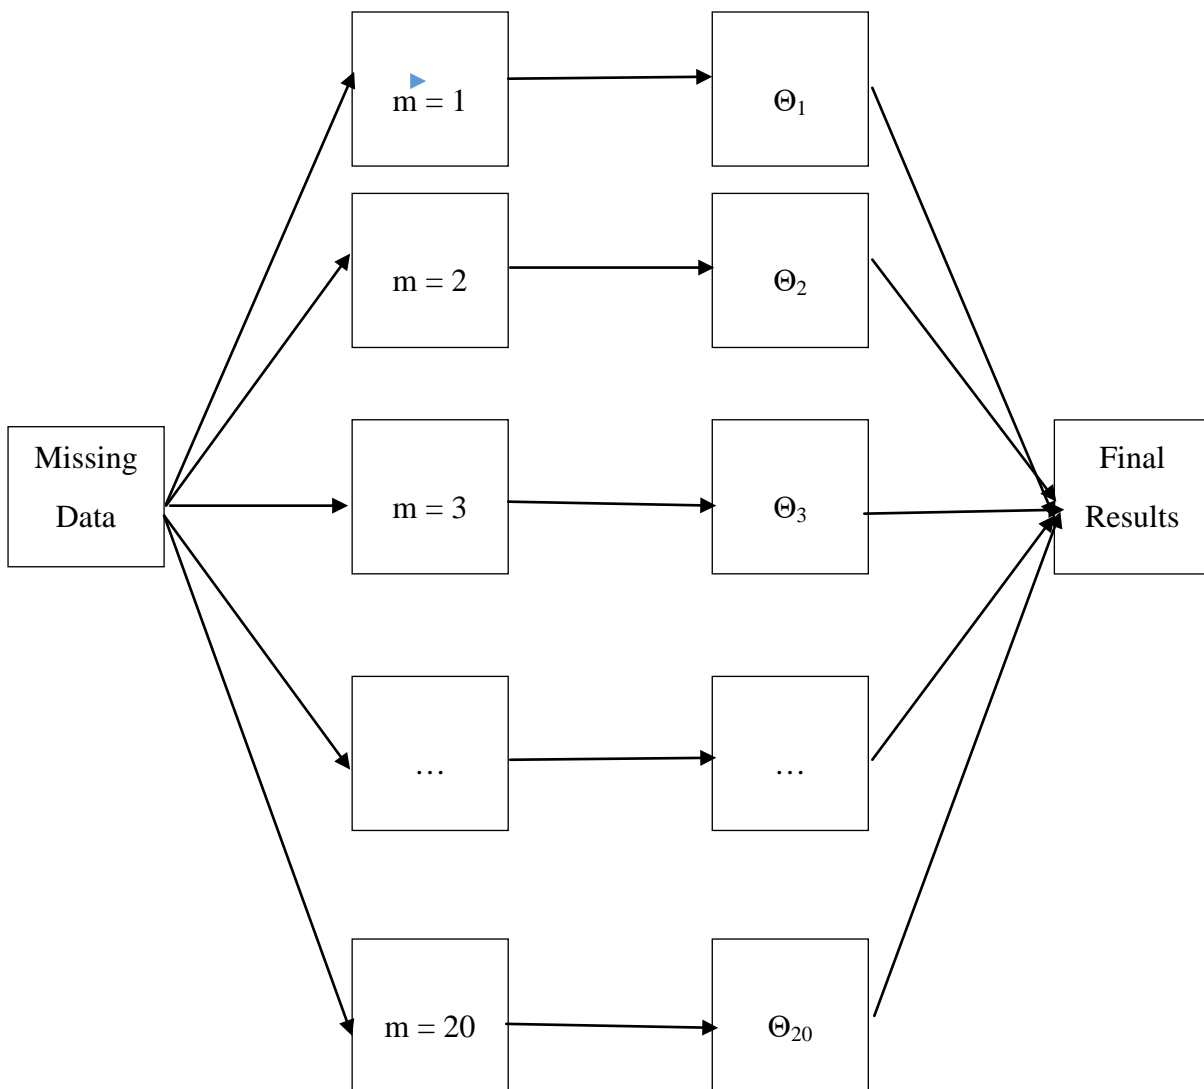 m = 1
Θ₁
m = 2
Θ₂
Missing
Data
m = 3
Θ₃
Final
Results
…
…
m = 20
Θ₂₀